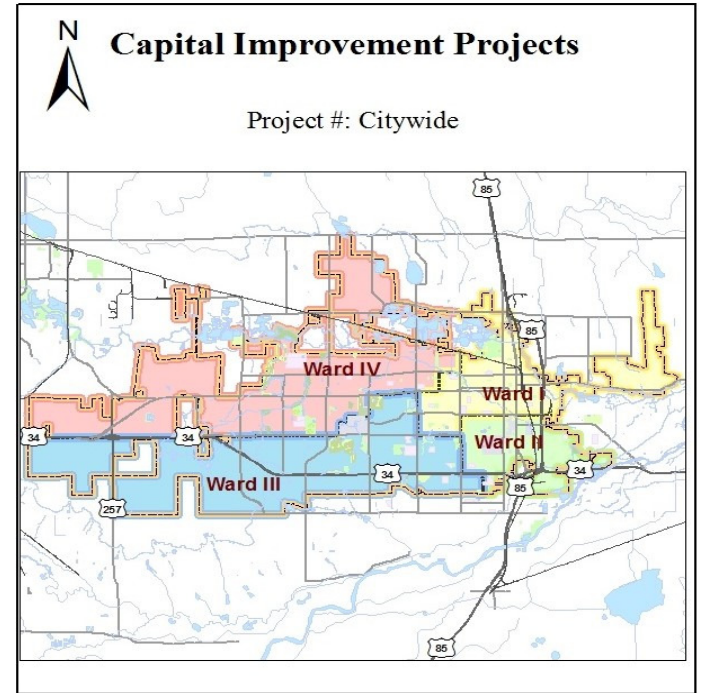 N
Capital Improvement Projects
Project #: Citywide
85
85
Ward IV
Ward I
34
34
Ward II
34
34
Ward III
85
257
85